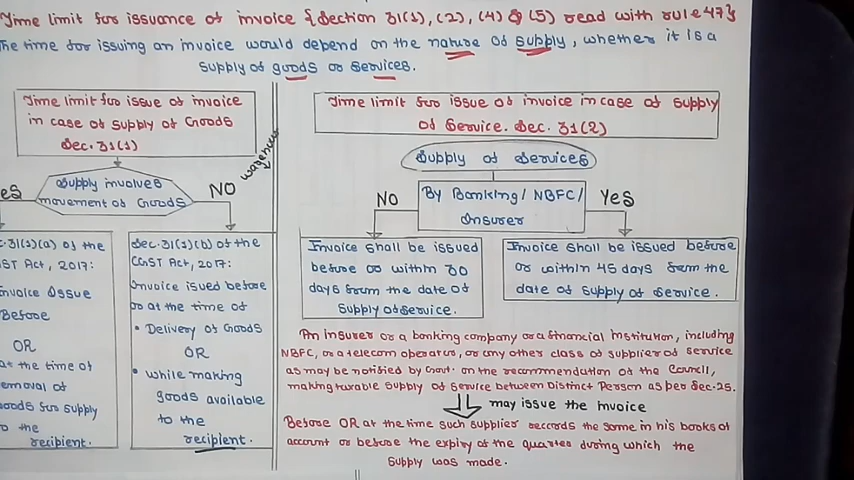 Time limit for issuance of invoice {Section 31(1), (2), (4) & (5) read with rule 47}
The time for issuing an invoice would depend on the nature of supply, whether it is a
supply of goods or services.
Time limit for issue of invoice
in case of supply of Goods
Sec. 31(1)
Supply involves
movement of Goods
NO
Sec. 31(1)(a) of the
GST Act, 2017:
Invoice Issue
Before
OR
at the time of
removal of
goods for supply
to the
recipient.
Sec. 31(1)(b) of the
CGST Act, 2017:
Invoice isued before
or at the time of
• Delivery of Goods
OR
• while making
goods available
to the
recipient.
Time limit for issue of invoice in case of supply
of Service. Sec. 31(2)
Supply of Services
By Banking/NBFC/
Insurer
NO
Yes
Invoice shall be issued
before or within 30
days from the date of
Supply of service.
Invoice shall be issued before
or within 45 days from the
date of supply of service.
An insurer or a banking company or a financial institution, including
NBFC, or a telecom operator, or any other class of supplier of service
as may be notified by Govt. on the recommendation of the Council,
making taxable supply of service between Distinct Person as per Sec-25.
may issue the invoice
Before OR at the time such supplier records the same in his books of
account or before the expiry of the quarter during which the
supply was made.